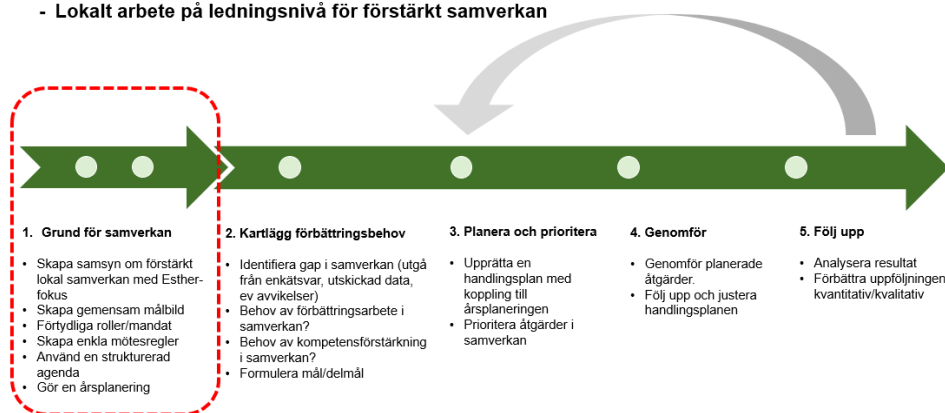 - Lokalt arbete på ledningsnivå för förstärkt samverkan
1. Grund för samverkan
• Skapa samsyn om förstärkt
lokal samverkan med Esther-
fokus
• Skapa gemensam målbild
• Förtydliga roller/mandat
• Skapa enkla mötesregler
• Använd en strukturerad
agenda
• Gör en årsplanering
2. Kartlägg förbättringsbehov
• Identifiera gap i samverkan (utgå
från enkätsvar, utskickad data,
ev avvikelser)
• Behov av förbättringsarbete i
samverkan?
• Behov av kompetensförstärkning
i samverkan?
• Formulera mål/delmål
3. Planera och prioritera
• Upprätta en
handlingsplan med
koppling till
årsplaneringen
• Prioritera åtgärder i
samverkan
4. Genomför
• Genomför planerade
åtgärder.
• Följ upp och justera
handlingsplanen
5. Följ upp
• Analysera resultat
• Förbättra uppföljningen
kvantitativ/kvalitativ